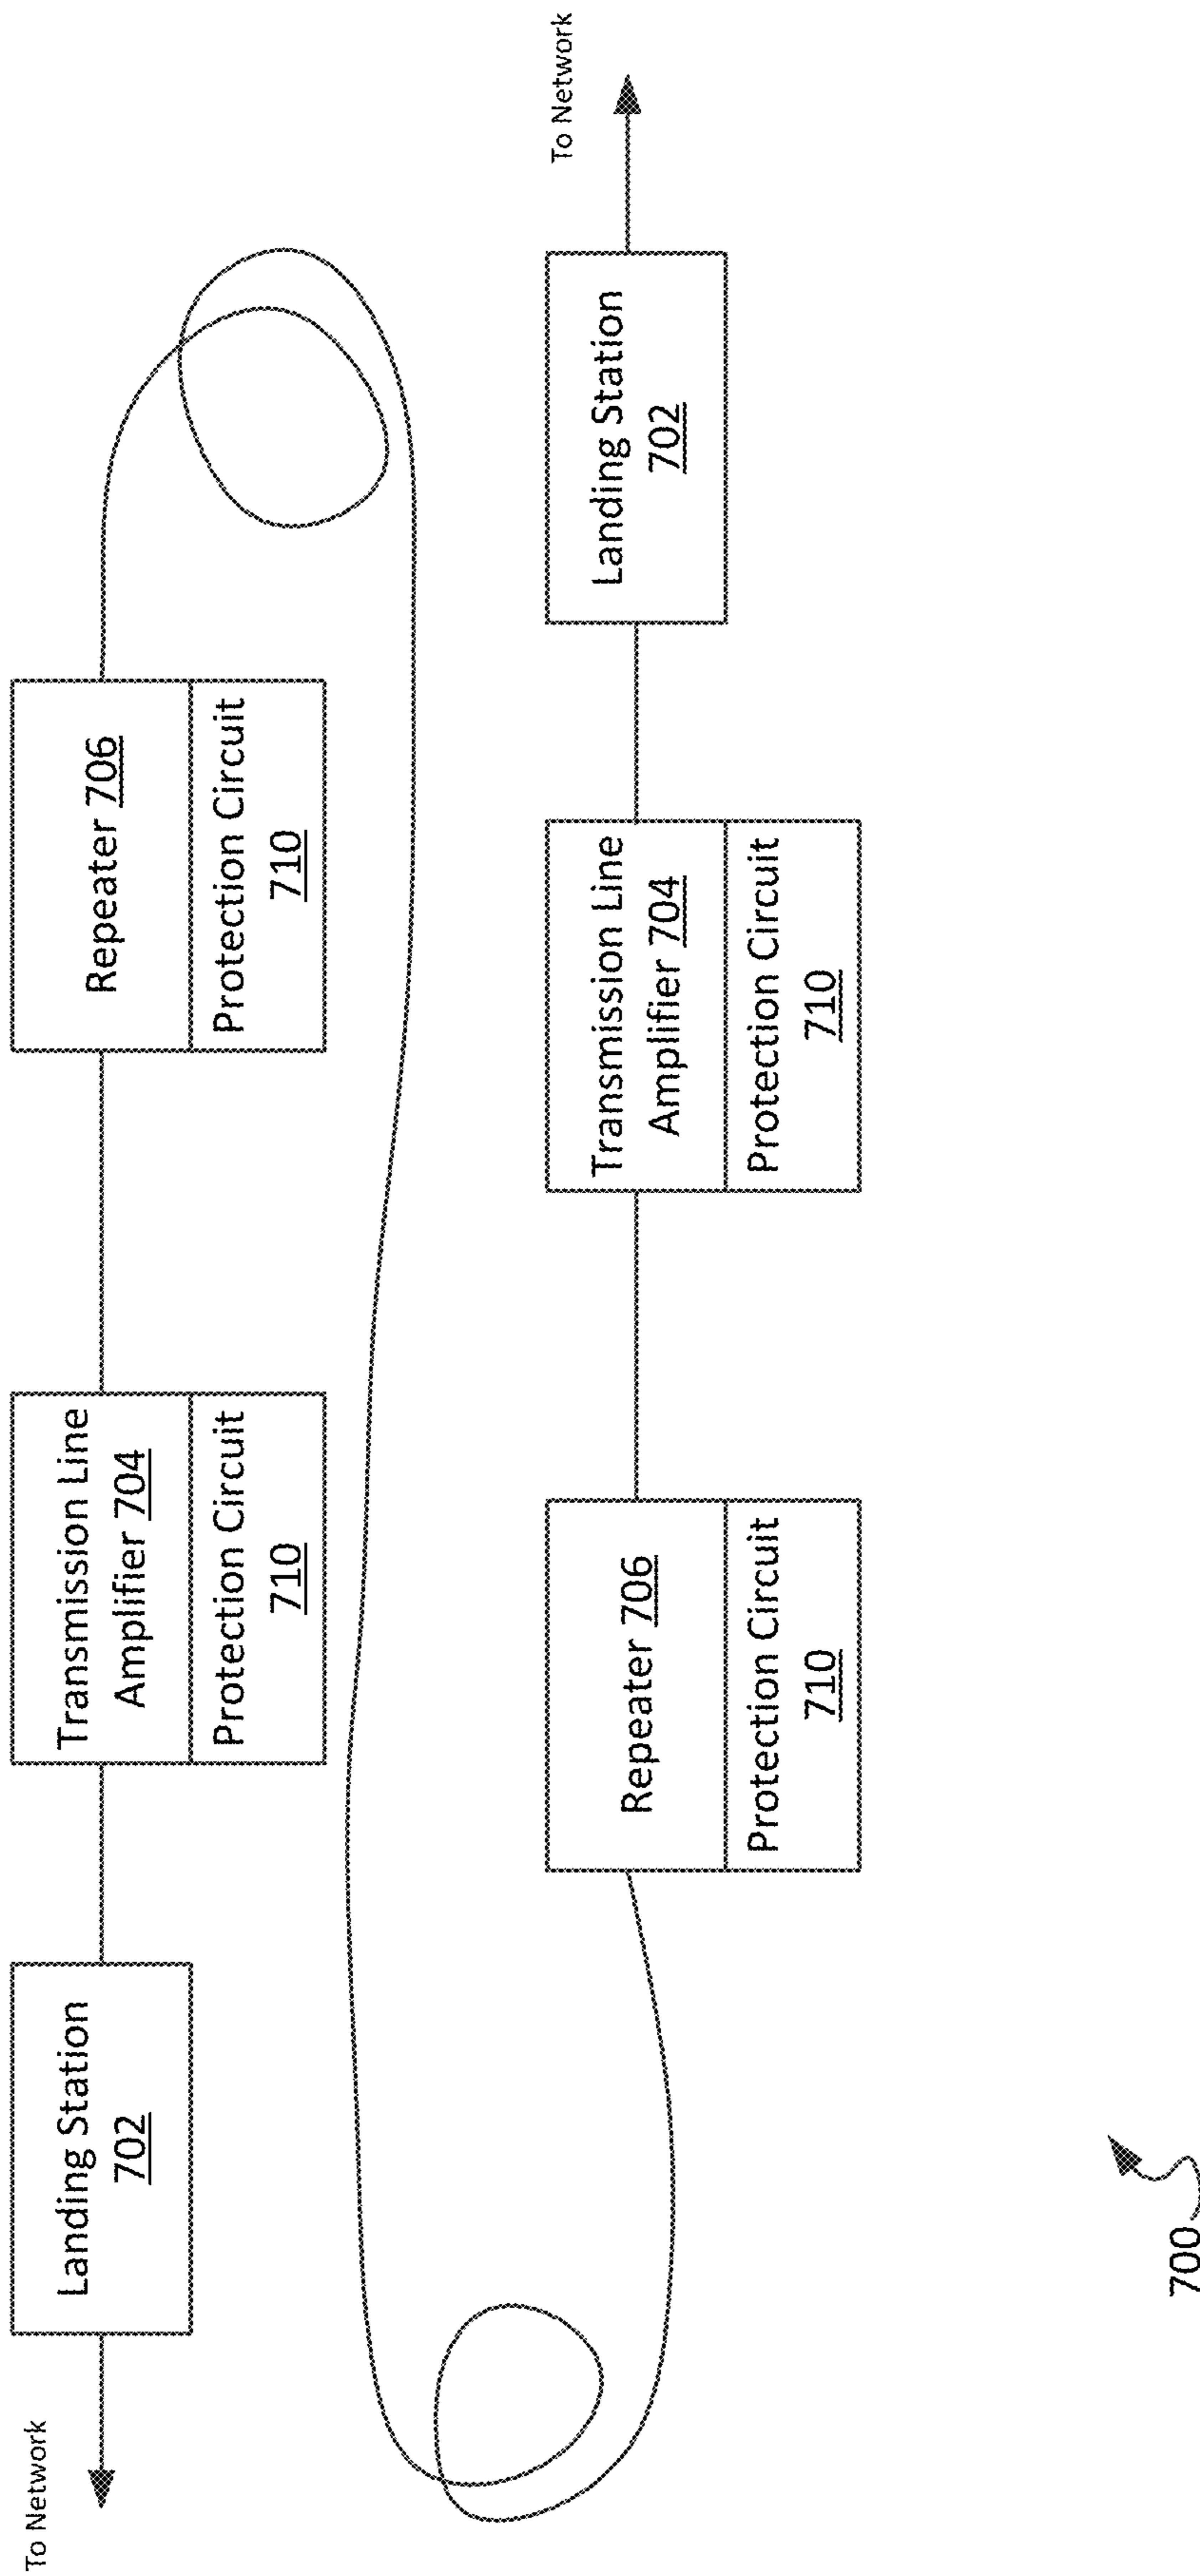 To Network
Landing Station
702
Transmission Line
Amplifier 704
Protection Circuit
710
Repeater 706
Protection Circuit
710
Repeater 706
Protection Circuit
710
Transmission Line
Amplifier 704
Protection Circuit
710
Landing Station
702
To Network
700